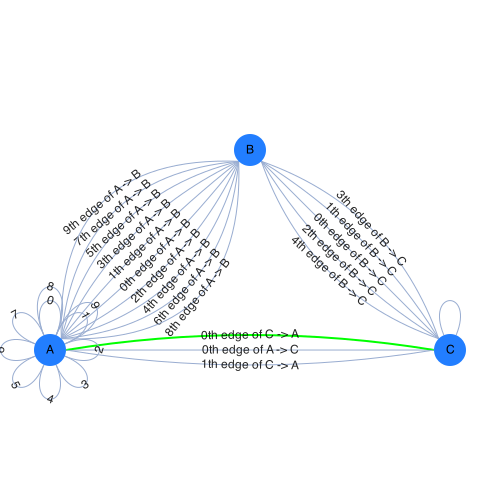 B
9th edge of A -> B
7th edge of A -> B
5th edge of A -> B
3th edge of A -> B
1th edge of A -> B
0th edge of A -> B
2th edge of A -> B
4th edge of A -> B
6th edge of A -> B
8th edge of A -> B
3th edge of B -> C
1th edge of B -> C
0th edge of B -> C
2th edge of B -> C
4th edge of B -> C
8
0
9
7
1
A
2
3
4
5
0th edge of C -> A
0th edge of A -> C
1th edge of C -> A
C